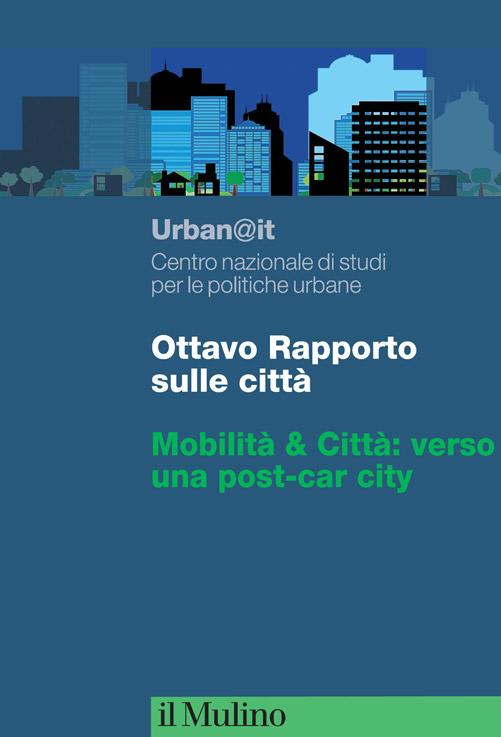 Urban@it
Centro nazionale di studi
per le politiche urbane
Ottavo Rapporto
sulle città
Mobilità & Città: verso
una post-car city
il Mulino